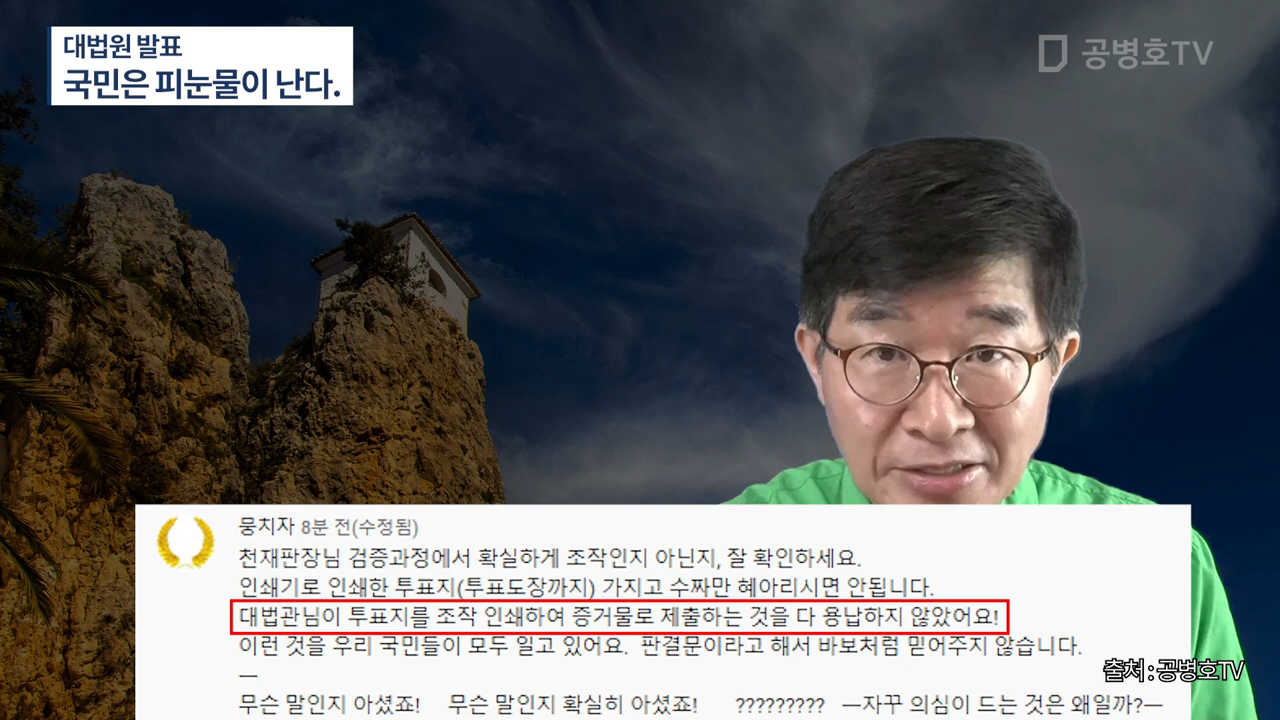 대법원 발표
국민은 피눈물이 난다.
공병호TV
뭉치자 8분 전(수정됨)
천재판장님 검증과정에서 확실하게 조작인지 아닌지, 잘 확인하세요.
인쇄기로 인쇄한 투표지(투표도장까지) 가지고 수짜만 헤아리시면 안됩니다.
대법관님이 투표지를 조작 인쇄하여 증거물로 제출하는 것을 다 용납하지 않았어요!
이런 것을 우리 국민들이 모두 일고 있어요. 판결문이라고 해서 바보처럼 믿어주지 않습니다.
ㅡ
출처:공병호TV
무슨 말인지 아셨죠! 무슨 말인지 확실히 아셨죠! ????????? ㅡ자꾸 의심이 드는 것은 왜일까?ㅡ